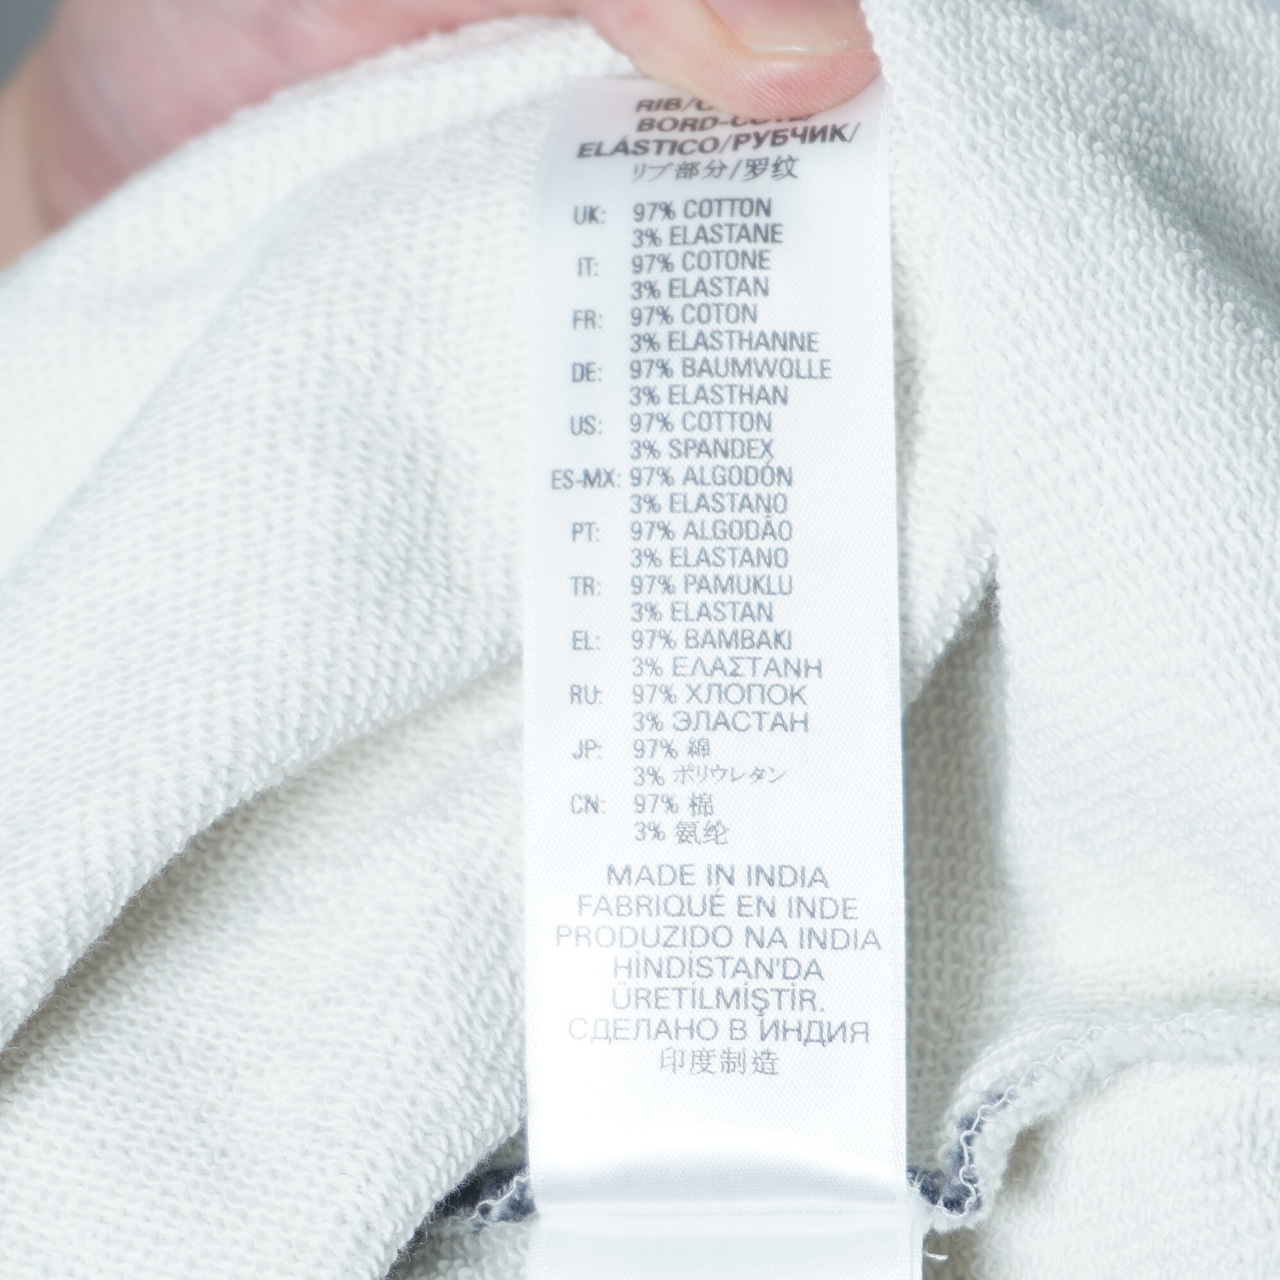 RIB/
BORD-CÔTE/
ELÁSTICO/РУБЧИК/
リブ部分/罗纹
UK: 97% COTTON
3% ELASTANE
IT: 97% COTONE
3% ELASTAN
FR: 97% COTON
3% ELASTHANNE
DE: 97% BAUMWOLLE
3% ELASTHAN
US: 97% COTTON
3% SPANDEX
ES-MX: 97% ALGODÓN
3% ELASTANO
PT: 97% ALGODÃO
3% ELASTANO
TR: 97% PAMUKLU
3% ELASTAN
EL: 97% ΒΑΜΒΑΚΙ
3% ΕΛΑΣΤΑΝΗ
RU: 97% ХЛОПОК
3% ЭЛАСТАН
JP: 97% 綿
3% ポリウレタン
CN: 97% 棉
3% 氨纶
MADE IN INDIA
FABRIQUÉ EN INDE
PRODUZIDO NA INDIA
HİNDİSTAN'DA
ÜRETİLMİŞTİR.
СДЕЛАНО В ИНДИЯ
印度制造